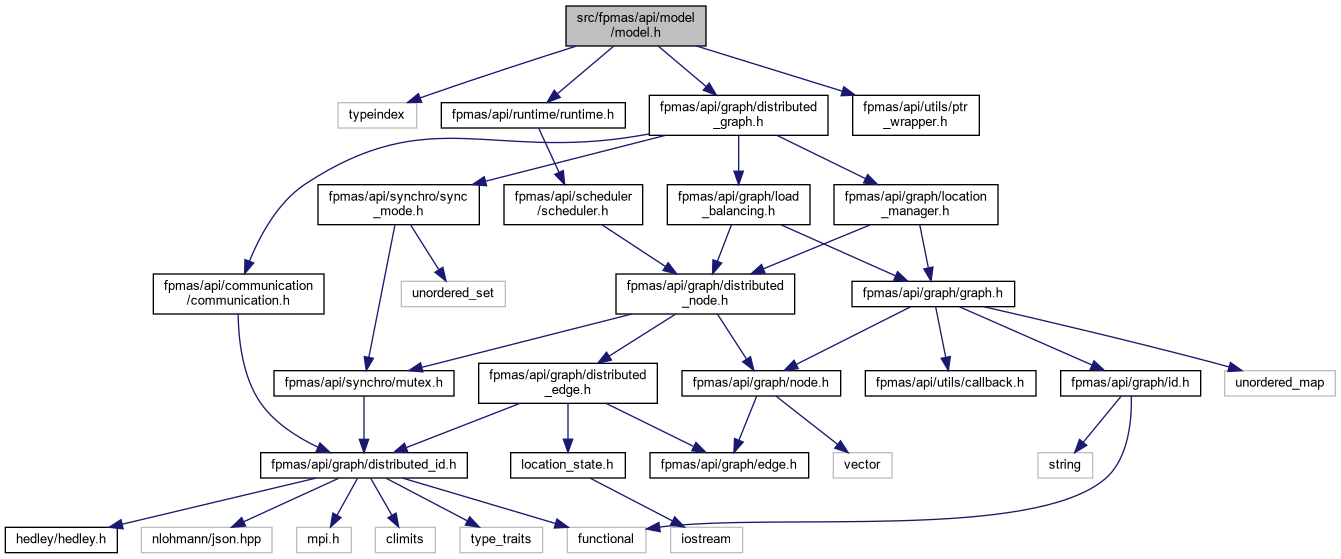 src/fpmas/api/model
/model.h
typeindex
fpmas/api/runtime/runtime.h
fpmas/api/graph/distributed
_graph.h
fpmas/api/utils/ptr
_wrapper.h
fpmas/api/synchro/sync
_mode.h
fpmas/api/scheduler
/scheduler.h
fpmas/api/graph/load
_balancing.h
fpmas/api/graph/location
_manager.h
fpmas/api/communication
/communication.h
unordered_set
fpmas/api/graph/distributed
_node.h
fpmas/api/graph/graph.h
fpmas/api/synchro/mutex.h
fpmas/api/graph/distributed
_edge.h
fpmas/api/graph/node.h
fpmas/api/utils/callback.h
fpmas/api/graph/id.h
unordered_map
fpmas/api/graph/distributed_id.h
location_state.h
fpmas/api/graph/edge.h
vector
string
hedley/hedley.h
nlohmann/json.hpp
mpi.h
climits
type_traits
functional
iostream